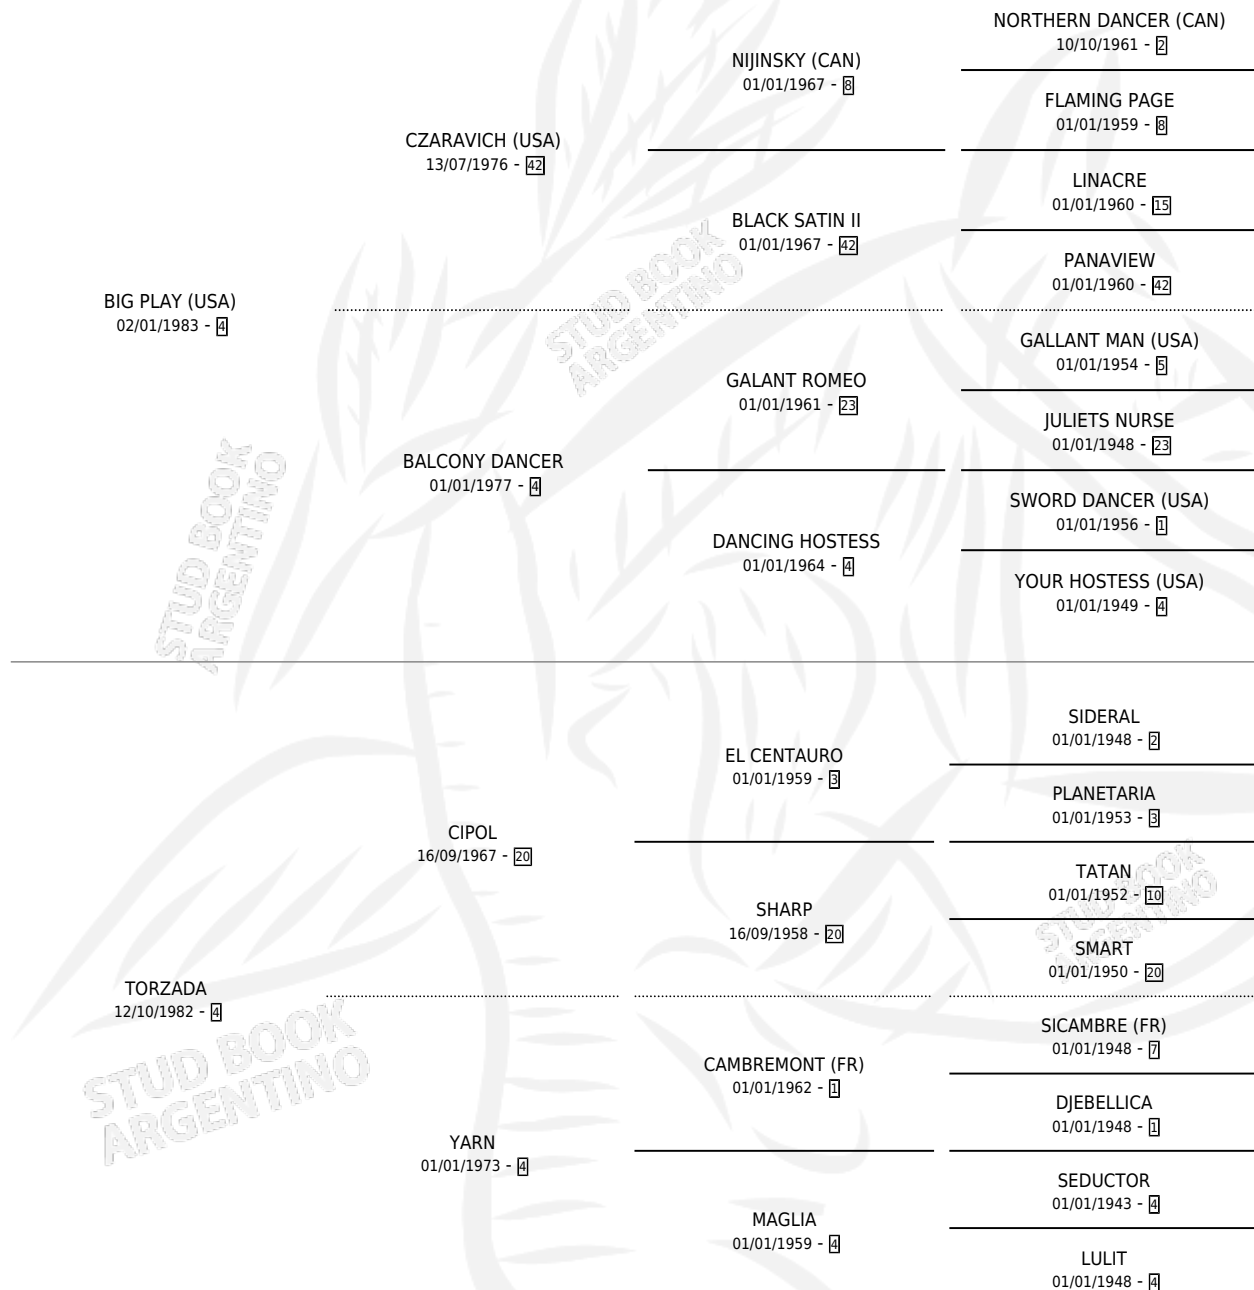 NORTHERN DANCER (CAN)
10/10/1961 - 2
NIJINSKY (CAN)
01/01/1967 - 8
FLAMING PAGE
01/01/1959 - 8
CZARAVICH (USA)
13/07/1976 - 42
LINACRE
01/01/1960 - 15
BLACK SATIN II
01/01/1967 - 42
PANAVIEW
01/01/1960 - 42
BIG PLAY (USA)
02/01/1983 - 4
STUD BOOK
ARGENTINO
GALLANT MAN (USA)
01/01/1954 - 5
GALANT ROMEO
01/01/1961 - 23
JULIETS NURSE
01/01/1948 - 23
BALCONY DANCER
01/01/1977 - 4
STUD BOOK
ARGENTINO
SWORD DANCER (USA)
01/01/1956 - 1
DANCING HOSTESS
01/01/1964 - 4
YOUR HOSTESS (USA)
01/01/1949 - 4
SIDERAL
01/01/1948 - 2
EL CENTAURO
01/01/1959 - 3
PLANETARIA
01/01/1953 - 3
CIPOL
16/09/1967 - 20
TATAN
01/01/1952 - 10
STUD BOOK
ARGENTINO
SHARP
16/09/1958 - 20
SMART
01/01/1950 - 20
TORZADA
12/10/1982 - 4
STUD BOOK
ARGENTINO
SICAMBRE (FR)
01/01/1948 - 7
CAMBREMONT (FR)
01/01/1962 - 1
DJEBELLICA
01/01/1948 - 1
YARN
01/01/1973 - 4
SEDUCTOR
01/01/1943 - 4
MAGLIA
01/01/1959 - 4
LULIT
01/01/1948 - 4